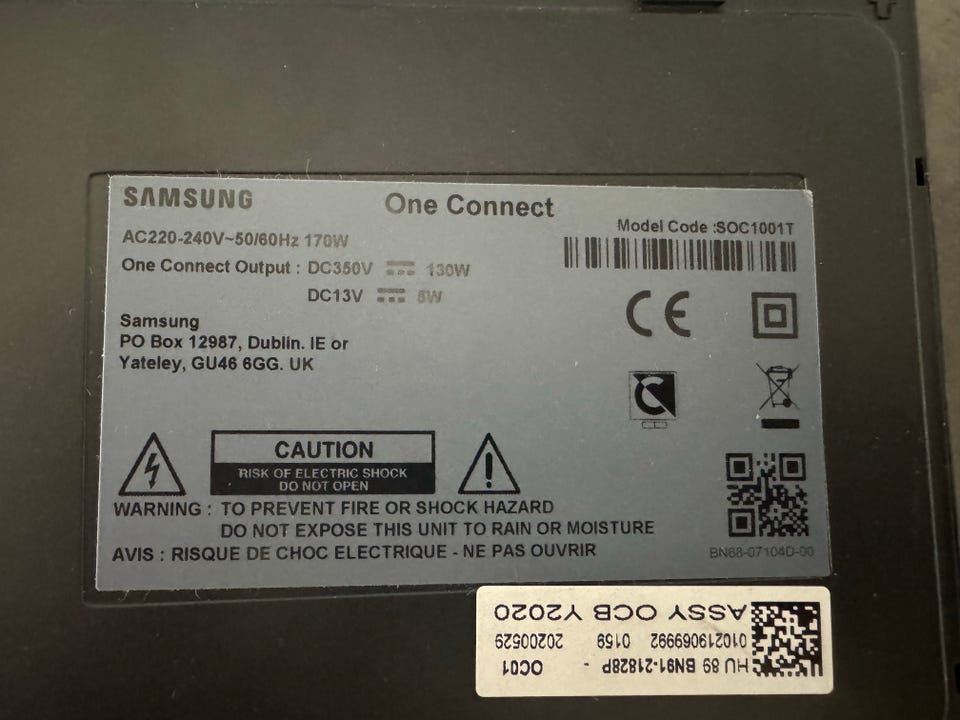 SAMSUNG
One Connect
Model Code :SOC1001T
AC220-240V~50/60Hz 170W
One Connect Output : DC350V 130W
DC13V 5W
Samsung
PO Box 12987, Dublin. IE or
Yateley, GU46 6GG. UK
CE
CAUTION
RISK OF ELECTRIC SHOCK
DO NOT OPEN
WARNING : TO PREVENT FIRE OR SHOCK HAZARD
DO NOT EXPOSE THIS UNIT TO RAIN OR MOISTURE
AVIS : RISQUE DE CHOC ELECTRIQUE - NE PAS OUVRIR
BN68-07104D-00
HU 89 BN91-21828P - OC01
010219069992 0159 20200529
ASSY OCB Y2020